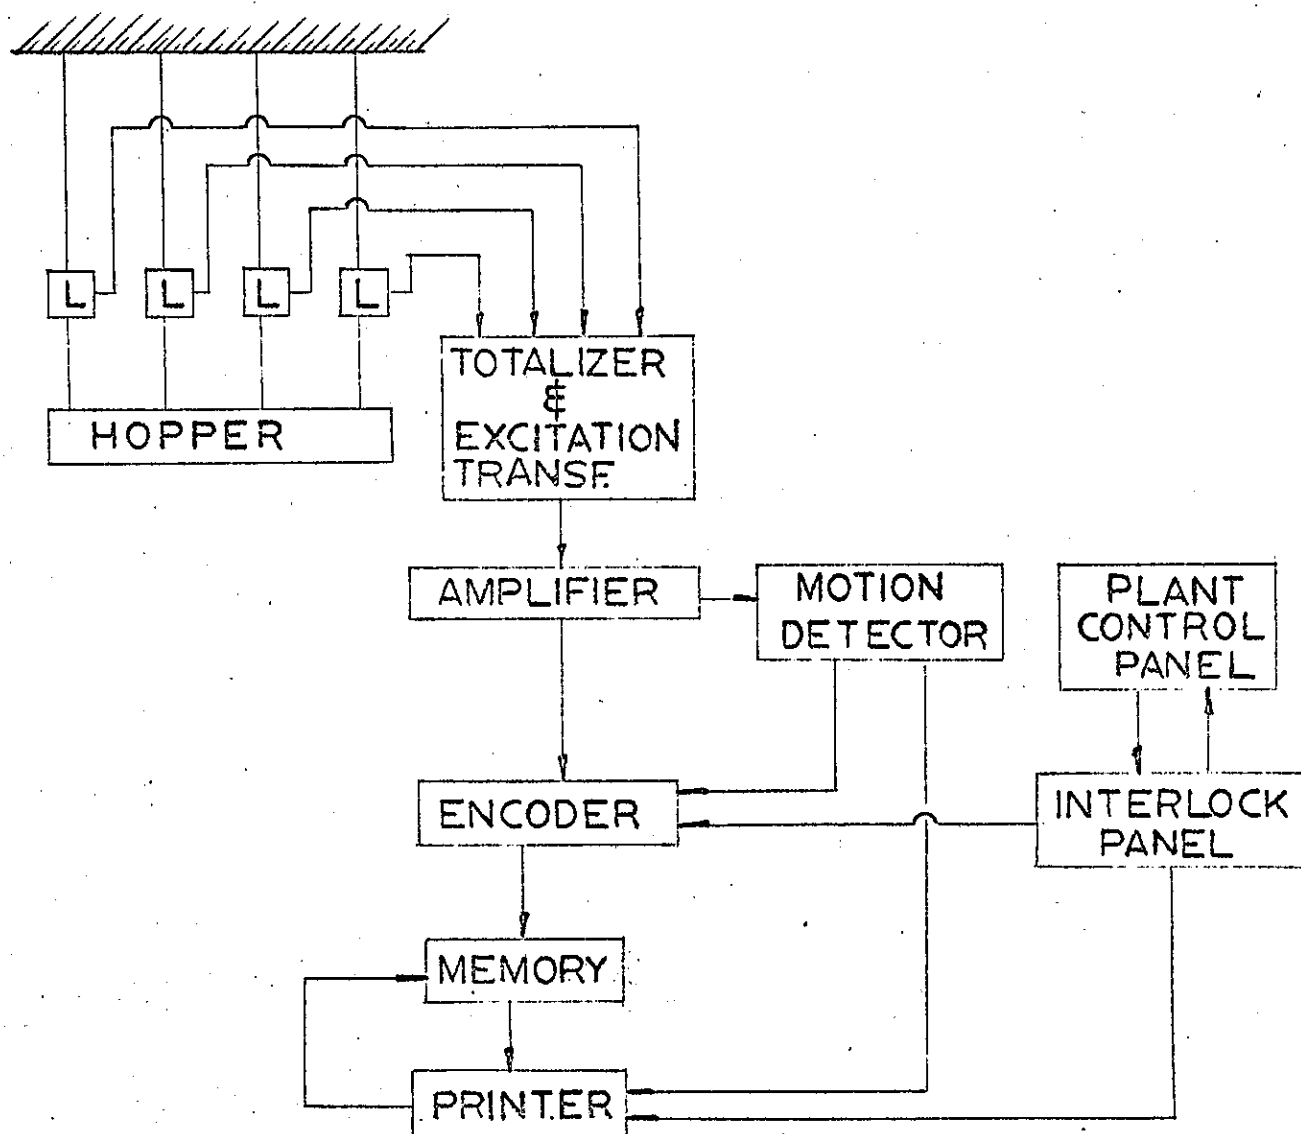 L L L L
HOPPER
TOTALIZER
&
EXCITATION
TRANSF.
AMPLIFIER
MOTION
DETECTOR
PLANT
CONTROL
PANEL
ENCODER
INTERLOCK
PANEL
MEMORY
PRINTER